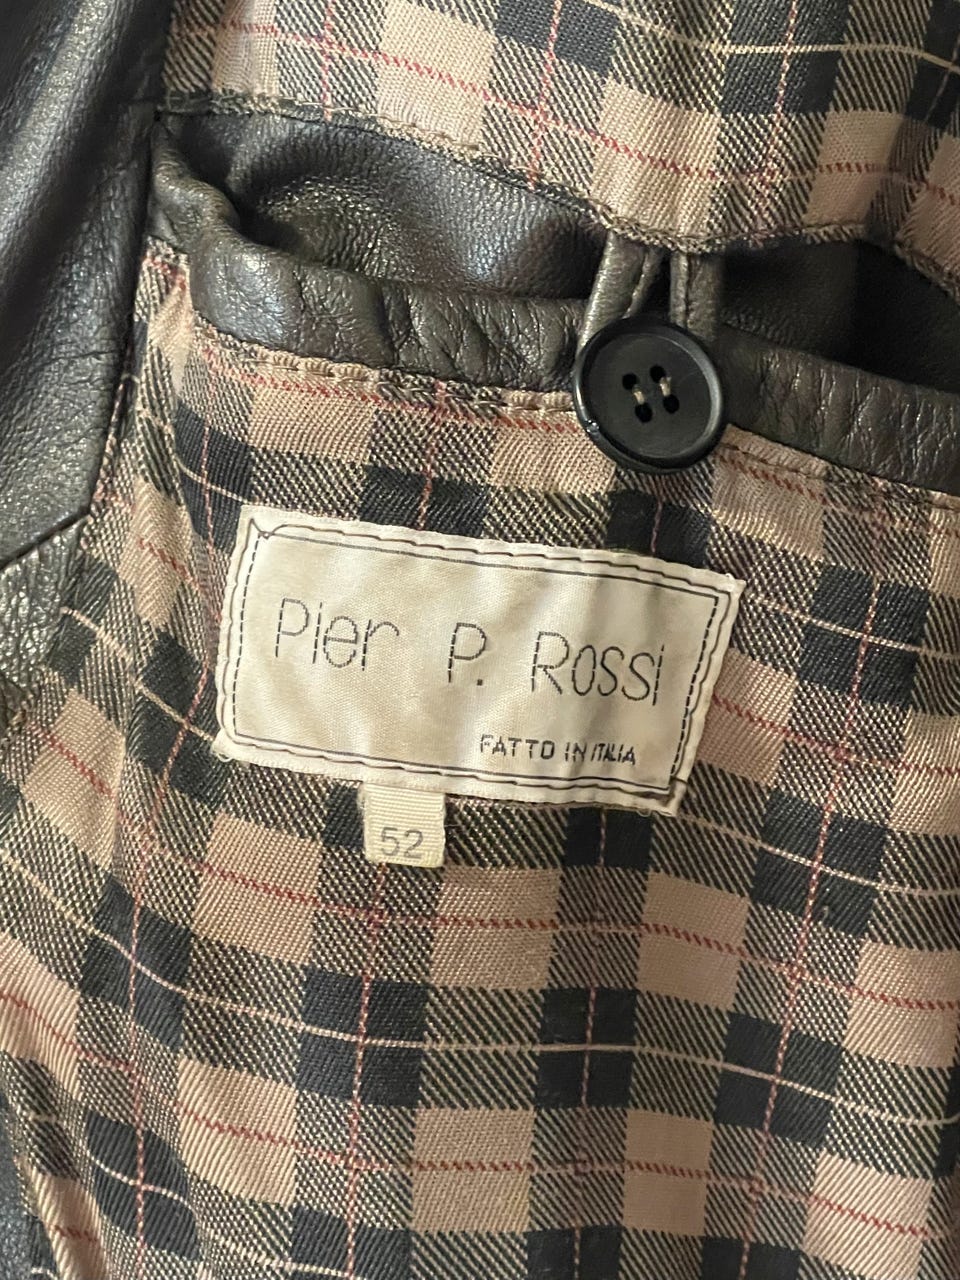 Pier P. Rossi
FATTO IN ITALIA
52